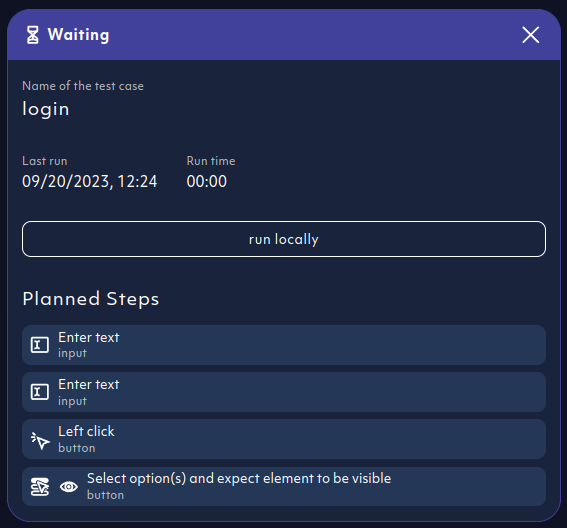 Waiting
Name of the test case
login
Last run Run time
09/20/2023, 12:24 00:00
run locally
Planned Steps
Enter text
input
Enter text
input
Left click
button
Select option(s) and expect element to be visible
button